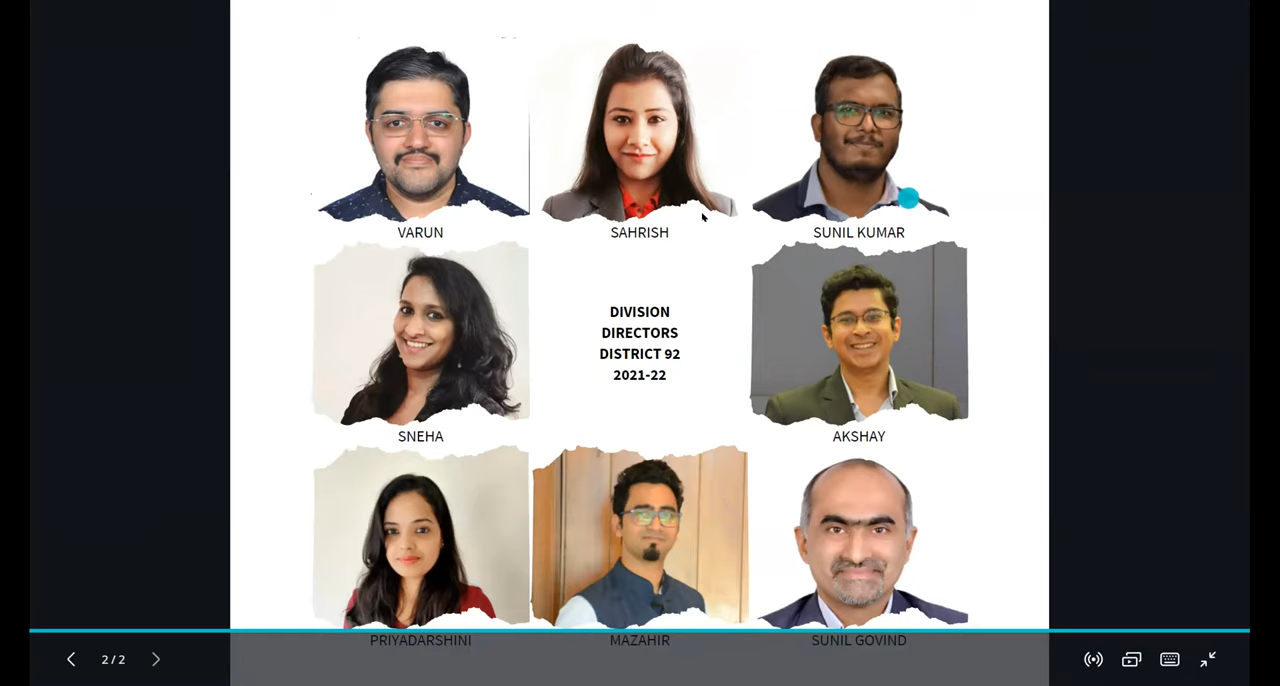 VARUN
SAHRISH
SUNIL KUMAR
DIVISION
DIRECTORS
DISTRICT 92
2021-22
SNEHA
AKSHAY
PRIYADARSHINI
MAZAHIR
SUNIL GOVIND
2/2